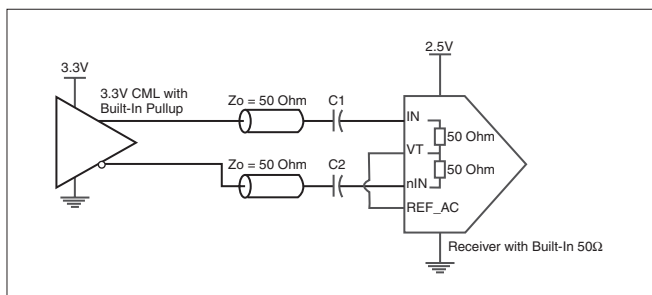 3.3V
3.3V CML with
Built-In Pullup
Zo = 50 Ohm
C1
2.5V
IN
50 Ohm
VT
50 Ohm
Zo = 50 Ohm
C2
nIN
REF_AC
Receiver with Built-In 50Ω